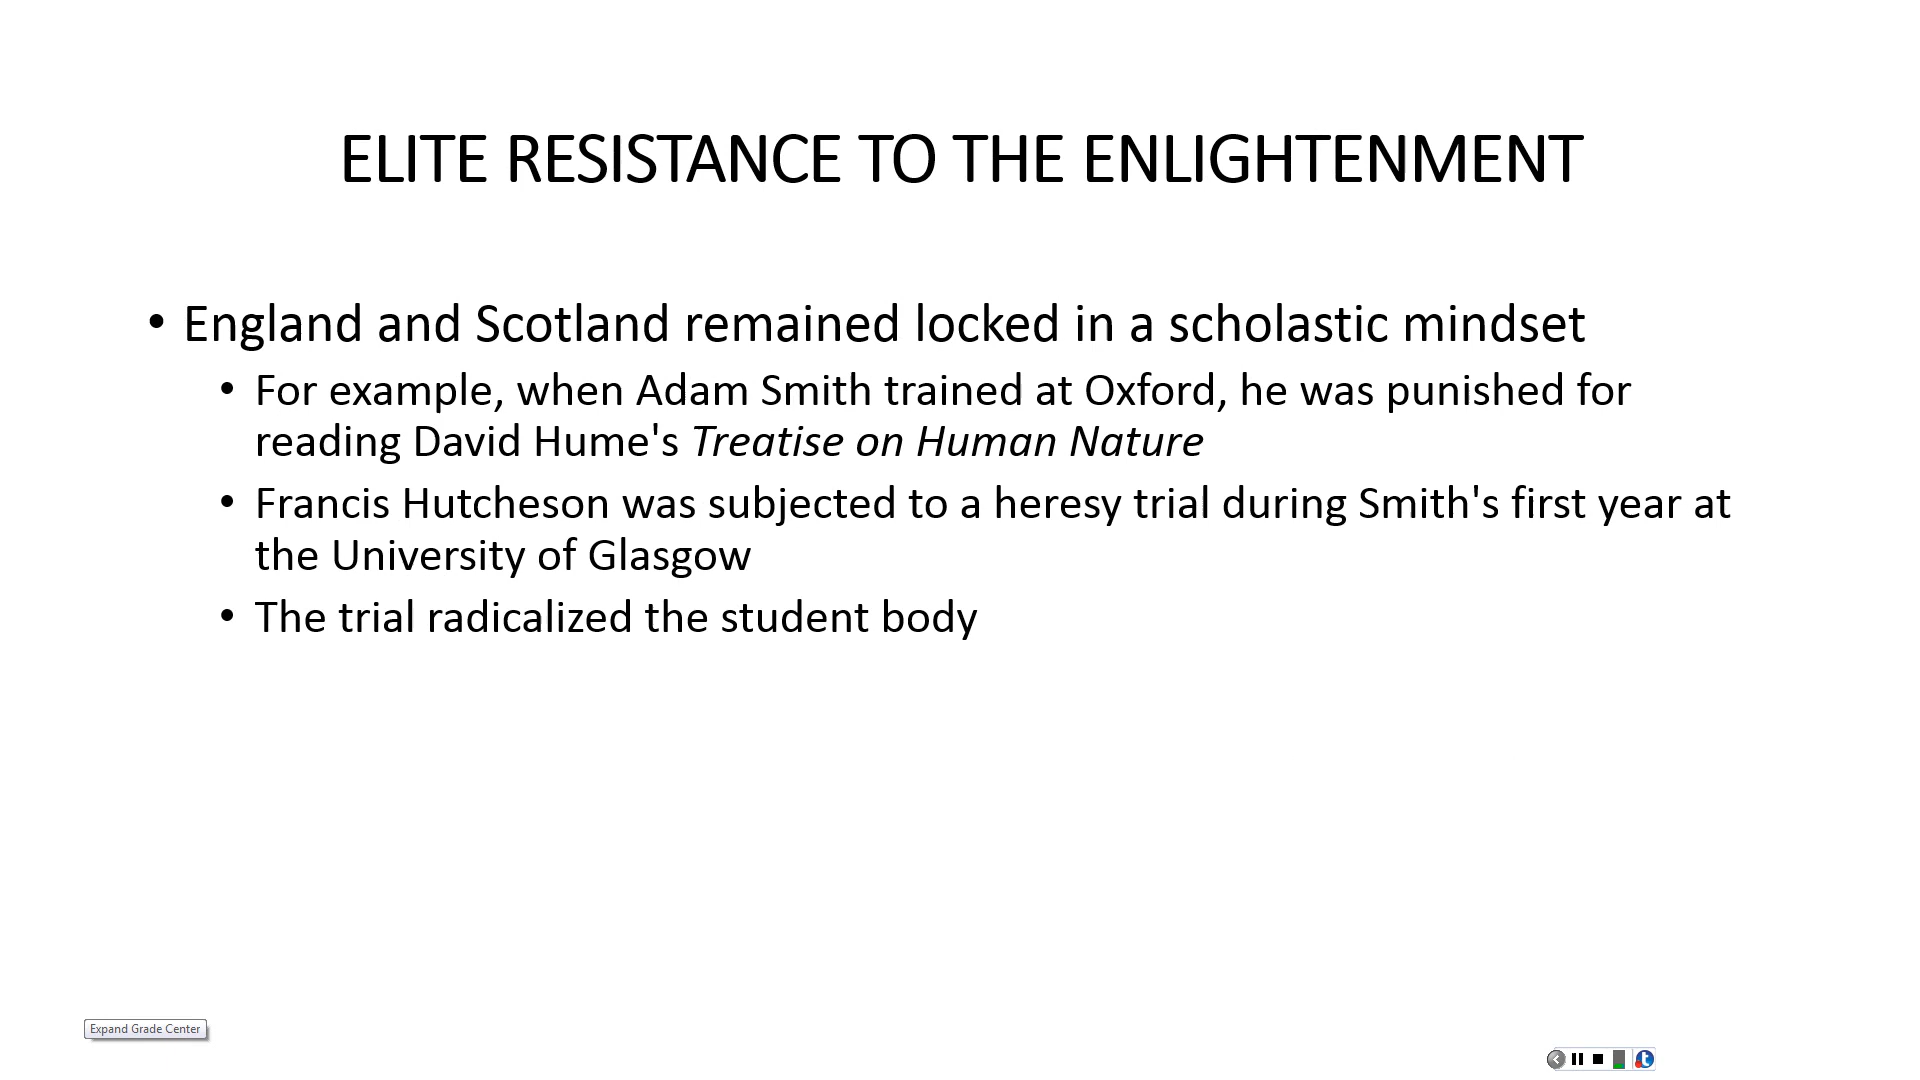 ELITE RESISTANCE TO THE ENLIGHTENMENT
• England and Scotland remained locked in a scholastic mindset
• For example, when Adam Smith trained at Oxford, he was punished for
reading David Hume's Treatise on Human Nature
• Francis Hutcheson was subjected to a heresy trial during Smith's first year at
the University of Glasgow
• The trial radicalized the student body
Expand Grade Center
t